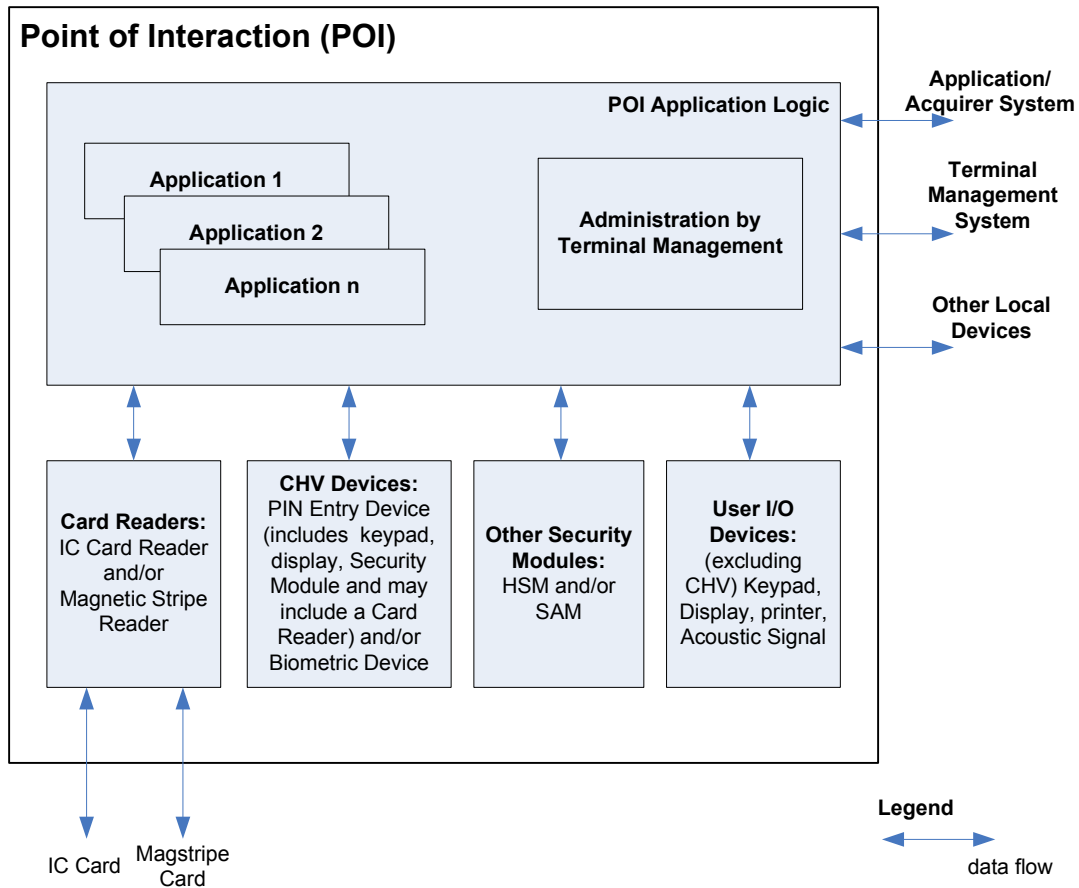 Point of Interaction (POI)
POI Application Logic
Application 1
Application 2
Application n
Administration by
Terminal Management
Application/
Acquirer System
Terminal
Management
System
Other Local
Devices
Card Readers:
IC Card Reader
and/or
Magnetic Stripe
Reader
CHV Devices:
PIN Entry Device
(includes keypad,
display, Security
Module and may
include a Card
Reader) and/or
Biometric Device
Other Security
Modules:
HSM and/or
SAM
User I/O
Devices:
(excluding
CHV) Keypad,
Display, printer,
Acoustic Signal
IC Card
Magstripe
Card
Legend
data flow